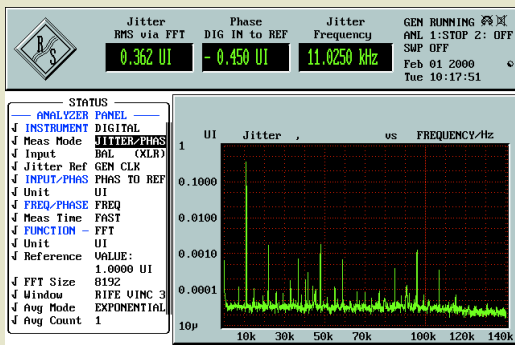 R
S
Jitter
RMS via FFT
0.362 UI
Phase
DIG IN to REF
- 0.450 UI
Jitter
Frequency
11.0250 kHz
GEN RUNNING
ANL 1:STOP 2: OFF
SWP OFF
Feb 01 2000
Tue 10:17:51
STATUS
ANALYZER PANEL
INSTRUMENT DIGITAL
Meas Mode JITTER/PHAS
Input BAL (XLR)
Jitter Ref GEN CLK
INPUT/PHAS PHAS TO REF
Unit UI
FREQ/PHASE FREQ
Meas Time FAST
FUNCTION - FFT
Unit UI
Reference VALUE:
1.0000 UI
FFT Size 8192
Window RIFE VINC 3
Avg Mode EXPONENTIAL
Avg Count 1
UI Jitter , vs FREQUENCY/Hz
1
0.1000
0.0100
0.0010
0.0001
10µ
10k 30k 50k 70k 100k 120k 140k